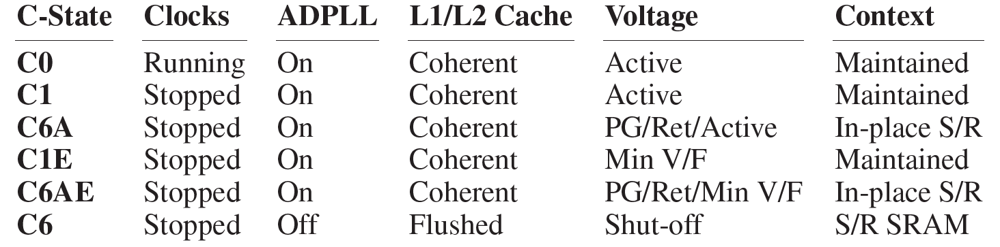 C-State Clocks ADPLL L1/L2 Cache Voltage Context
C0 Running On Coherent Active Maintained
C1 Stopped On Coherent Active Maintained
C6A Stopped On Coherent PG/Ret/Active In-place S/R
C1E Stopped On Coherent Min V/F Maintained
C6AE Stopped On Coherent PG/Ret/Min V/F In-place S/R
C6 Stopped Off Flushed Shut-off S/R SRAM